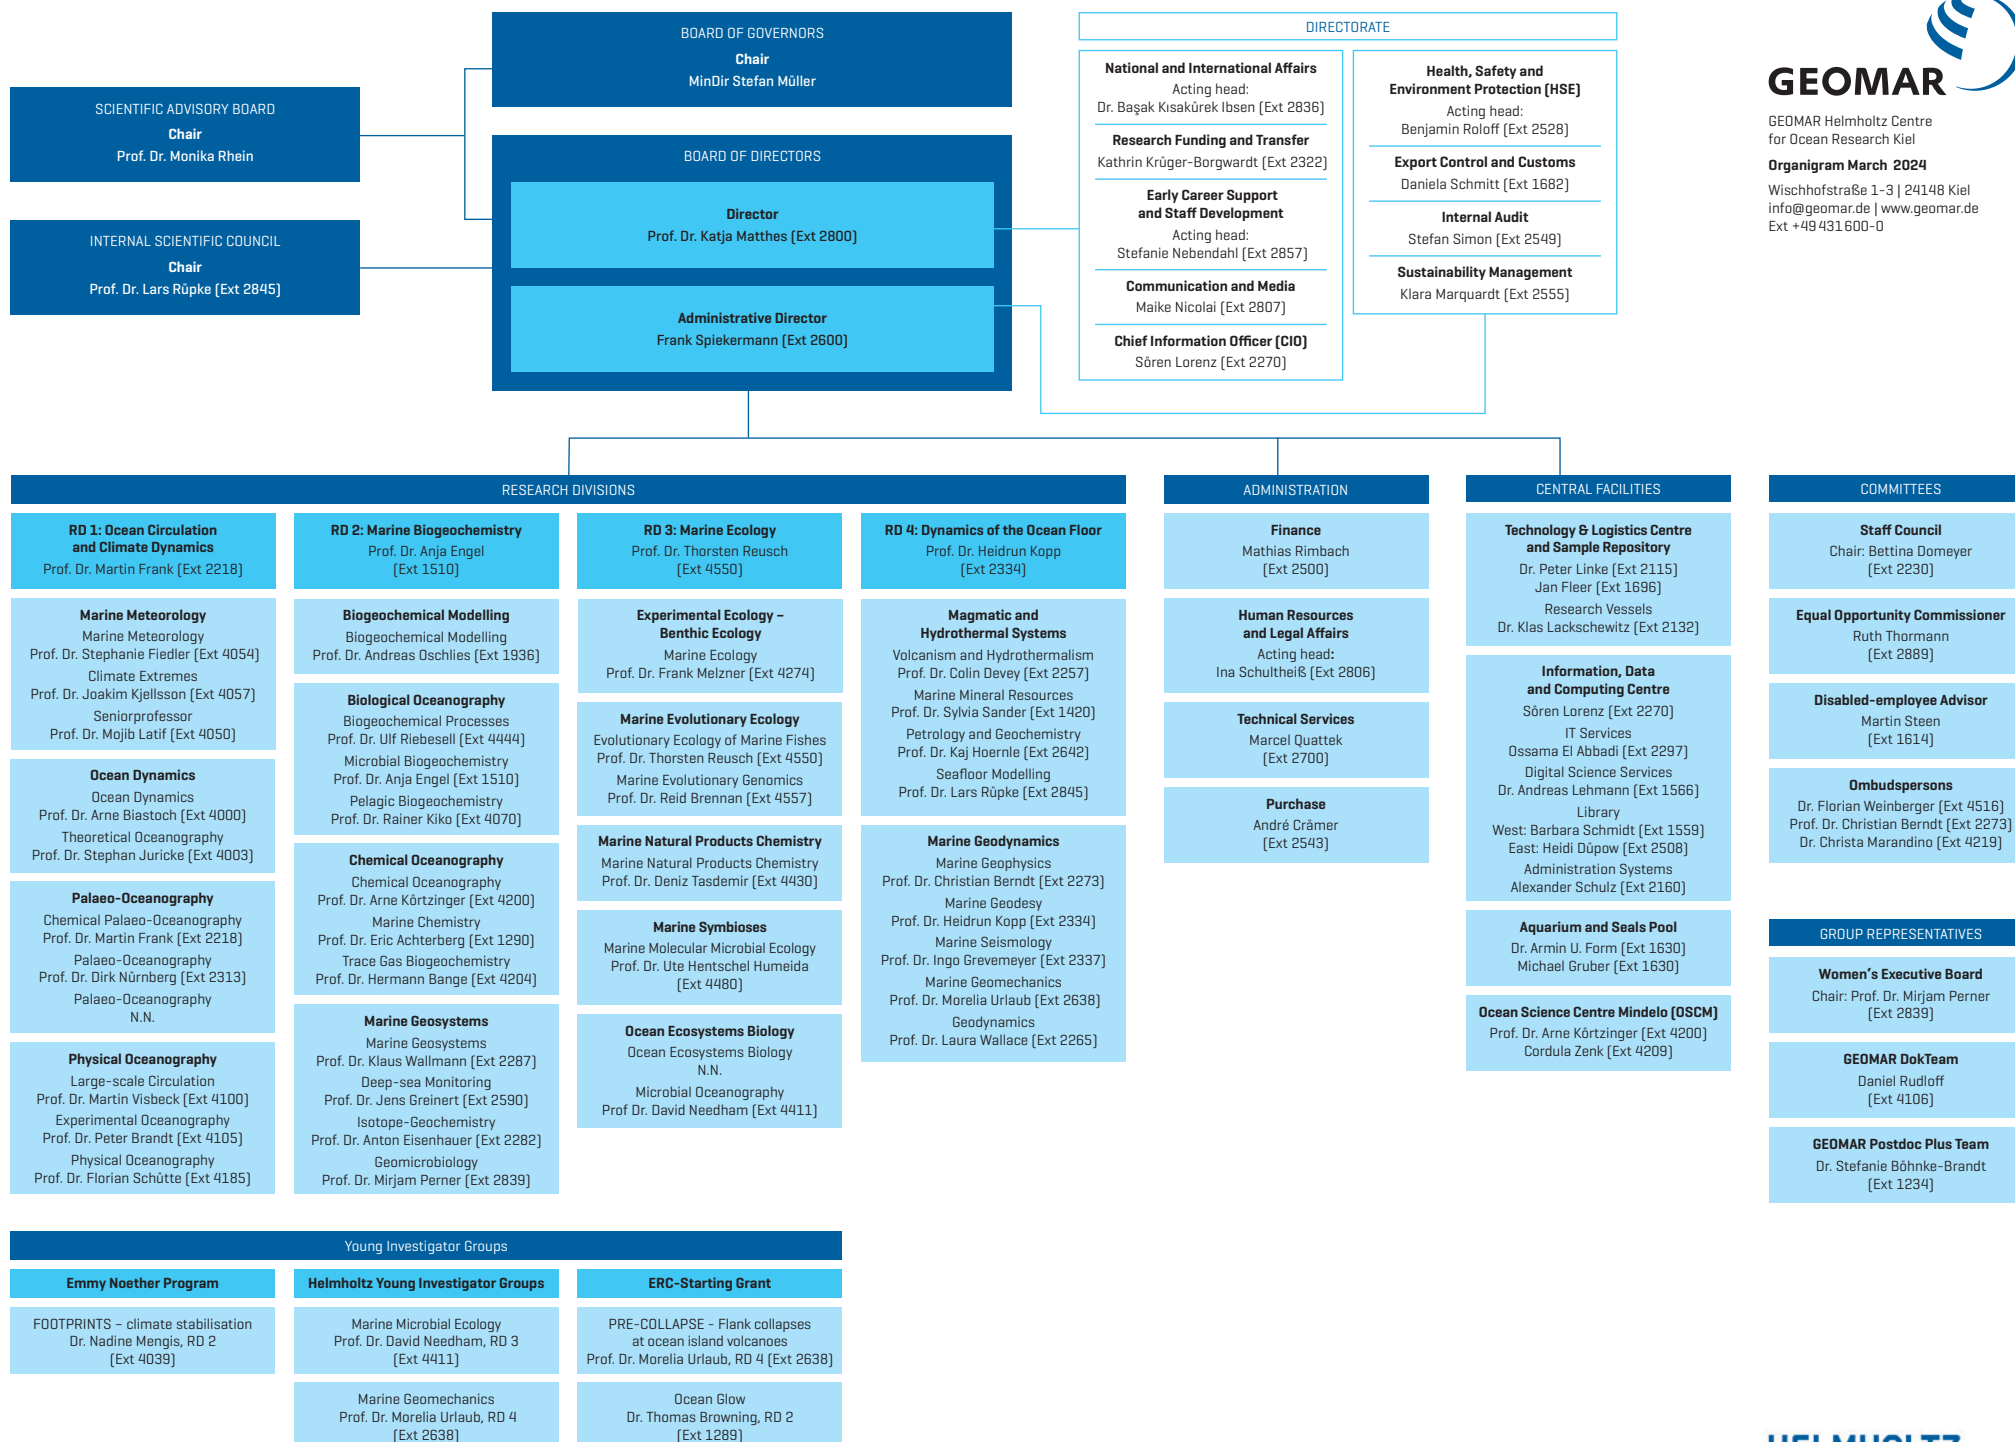 BOARD OF GOVERNORS
Chair
MinDir Stefan Müller
SCIENTIFIC ADVISORY BOARD
Chair
Prof. Dr. Monika Rhein
INTERNAL SCIENTIFIC COUNCIL
Chair
Prof. Dr. Lars Rüpke (Ext 2845)
BOARD OF DIRECTORS
Director
Prof. Dr. Katja Matthes (Ext 2800)
Administrative Director
Frank Spiekermann (Ext 2600)
DIRECTORATE
National and International Affairs
Acting head:
Dr. Başak Kısakürek Ibsen (Ext 2836)
Research Funding and Transfer
Kathrin Krüger-Borgwardt (Ext 2322)
Early Career Support
and Staff Development
Acting head:
Stefanie Nebendahl (Ext 2857)
Communication and Media
Maike Nicolai (Ext 2807)
Chief Information Officer (CIO)
Sören Lorenz (Ext 2270)
Health, Safety and
Environment Protection (HSE)
Acting head:
Benjamin Roloff (Ext 2528)
Export Control and Customs
Daniela Schmitt (Ext 1682)
Internal Audit
Stefan Simon (Ext 2549)
Sustainability Management
Klara Marquardt (Ext 2555)
GEOMAR
GEOMAR Helmholtz Centre
for Ocean Research Kiel
Organigram March 2024
Wischhofstraße 1-3 | 24148 Kiel
info@geomar.de | www.geomar.de
Ext +49 431 600-0
RESEARCH DIVISIONS
RD 1: Ocean Circulation
and Climate Dynamics
Prof. Dr. Martin Frank (Ext 2218)
Marine Meteorology
Marine Meteorology
Prof. Dr. Stephanie Fiedler (Ext 4054)
Climate Extremes
Prof. Dr. Joakim Kjellsson (Ext 4057)
Seniorprofessor
Prof. Dr. Mojib Latif (Ext 4050)
Ocean Dynamics
Ocean Dynamics
Prof. Dr. Arne Biastoch (Ext 4000)
Theoretical Oceanography
Prof. Dr. Stephan Juricke (Ext 4003)
Palaeo-Oceanography
Chemical Palaeo-Oceanography
Prof. Dr. Martin Frank (Ext 2218)
Palaeo-Oceanography
Prof. Dr. Dirk Nürnberg (Ext 2313)
Palaeo-Oceanography
N.N.
Physical Oceanography
Large-scale Circulation
Prof. Dr. Martin Visbeck (Ext 4100)
Experimental Oceanography
Prof. Dr. Peter Brandt (Ext 4105)
Physical Oceanography
Prof. Dr. Florian Schütte (Ext 4185)
RD 2: Marine Biogeochemistry
Prof. Dr. Anja Engel
(Ext 1510)
Biogeochemical Modelling
Biogeochemical Modelling
Prof. Dr. Andreas Oschlies (Ext 1936)
Biological Oceanography
Biogeochemical Processes
Prof. Dr. Ulf Riebesell (Ext 4444)
Microbial Biogeochemistry
Prof. Dr. Anja Engel (Ext 1510)
Pelagic Biogeochemistry
Prof. Dr. Rainer Kiko (Ext 4070)
Chemical Oceanography
Chemical Oceanography
Prof. Dr. Arne Körtzinger (Ext 4200)
Marine Chemistry
Prof. Dr. Eric Achterberg (Ext 1290)
Trace Gas Biogeochemistry
Prof. Dr. Hermann Bange (Ext 4204)
Marine Geosystems
Marine Geosystems
Prof. Dr. Klaus Wallmann (Ext 2287)
Deep-sea Monitoring
Prof. Dr. Jens Greinert (Ext 2590)
Isotope-Geochemistry
Prof. Dr. Anton Eisenhauer (Ext 2282)
Geomicrobiology
Prof. Dr. Mirjam Perner (Ext 2839)
RD 3: Marine Ecology
Prof. Dr. Thorsten Reusch
(Ext 4550)
Experimental Ecology –
Benthic Ecology
Marine Ecology
Prof. Dr. Frank Melzner (Ext 4274)
Marine Evolutionary Ecology
Evolutionary Ecology of Marine Fishes
Prof. Dr. Thorsten Reusch (Ext 4550)
Marine Evolutionary Genomics
Prof. Dr. Reid Brennan (Ext 4557)
Marine Natural Products Chemistry
Marine Natural Products Chemistry
Prof. Dr. Deniz Tasdemir (Ext 4430)
Marine Symbioses
Marine Molecular Microbial Ecology
Prof. Dr. Ute Hentschel Humeida
(Ext 4480)
Ocean Ecosystems Biology
Ocean Ecosystems Biology
N.N.
Microbial Oceanography
Prof Dr. David Needham (Ext 4411)
RD 4: Dynamics of the Ocean Floor
Prof. Dr. Heidrun Kopp
(Ext 2334)
Magmatic and
Hydrothermal Systems
Volcanism and Hydrothermalism
Prof. Dr. Colin Devey (Ext 2257)
Marine Mineral Resources
Prof. Dr. Sylvia Sander (Ext 1420)
Petrology and Geochemistry
Prof. Dr. Kaj Hoernle (Ext 2642)
Seafloor Modelling
Prof. Dr. Lars Rüpke (Ext 2845)
Marine Geodynamics
Marine Geophysics
Prof. Dr. Christian Berndt (Ext 2273)
Marine Geodesy
Prof. Dr. Heidrun Kopp (Ext 2334)
Marine Seismology
Prof. Dr. Ingo Grevemeyer (Ext 2337)
Marine Geomechanics
Prof. Dr. Morelia Urlaub (Ext 2638)
Geodynamics
Prof. Dr. Laura Wallace (Ext 2265)
ADMINISTRATION
Finance
Mathias Rimbach
(Ext 2500)
Human Resources
and Legal Affairs
Acting head:
Ina Schultheiß (Ext 2806)
Technical Services
Marcel Quattek
(Ext 2700)
Purchase
André Crämer
(Ext 2543)
CENTRAL FACILITIES
Technology & Logistics Centre
and Sample Repository
Dr. Peter Linke (Ext 2115)
Jan Fleer (Ext 1696)
Research Vessels
Dr. Klas Lackschewitz (Ext 2132)
Information, Data
and Computing Centre
Sören Lorenz (Ext 2270)
IT Services
Ossama El Abbadi (Ext 2297)
Digital Science Services
Dr. Andreas Lehmann (Ext 1566)
Library
West: Barbara Schmidt (Ext 1559)
East: Heidi Düpow (Ext 2508)
Administration Systems
Alexander Schulz (Ext 2160)
Aquarium and Seals Pool
Dr. Armin U. Form (Ext 1630)
Michael Gruber (Ext 1630)
Ocean Science Centre Mindelo (OSCM)
Prof. Dr. Arne Körtzinger (Ext 4200)
Cordula Zenk (Ext 4209)
COMMITTEES
Staff Council
Chair: Bettina Domeyer
(Ext 2230)
Equal Opportunity Commissioner
Ruth Thormann
(Ext 2889)
Disabled-employee Advisor
Martin Steen
(Ext 1614)
Ombudspersons
Dr. Florian Weinberger (Ext 4516)
Prof. Dr. Christian Berndt (Ext 2273)
Dr. Christa Marandino (Ext 4219)
GROUP REPRESENTATIVES
Women's Executive Board
Chair: Prof. Dr. Mirjam Perner
(Ext 2839)
GEOMAR DokTeam
Daniel Rudloff
(Ext 4106)
GEOMAR Postdoc Plus Team
Dr. Stefanie Böhnke-Brandt
(Ext 1234)
Young Investigator Groups
Emmy Noether Program
FOOTPRINTS – climate stabilisation
Dr. Nadine Mengis, RD 2
(Ext 4039)
Helmholtz Young Investigator Groups
Marine Microbial Ecology
Prof. Dr. David Needham, RD 3
(Ext 4411)
Marine Geomechanics
Prof. Dr. Morelia Urlaub, RD 4
(Ext 2638)
ERC-Starting Grant
PRE-COLLAPSE - Flank collapses
at ocean island volcanoes
Prof. Dr. Morelia Urlaub, RD 4 (Ext 2638)
Ocean Glow
Dr. Thomas Browning, RD 2
(Ext 1289)
HELMHOLTZ